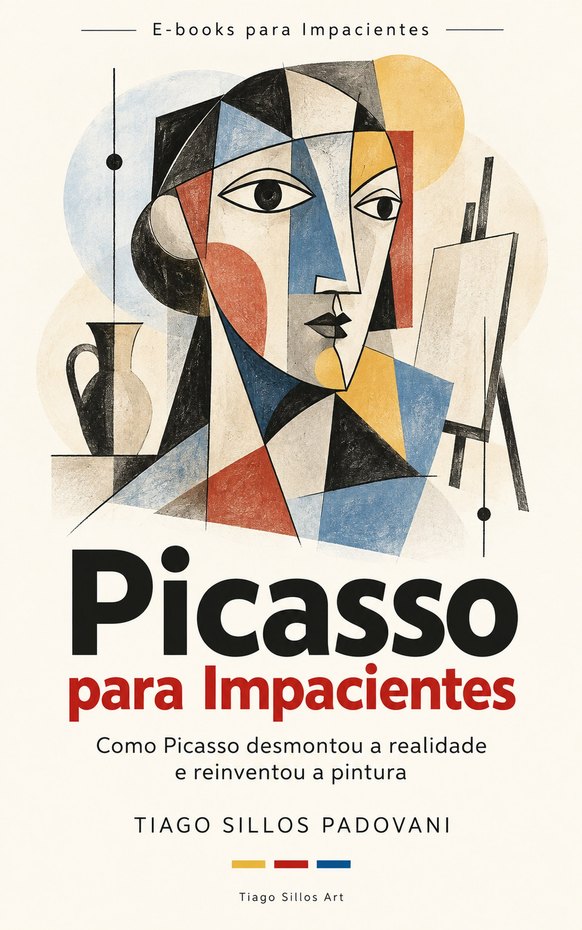 E-books para Impacientes
Picasso
para Impacientes
Como Picasso desmontou a realidade
e reinventou a pintura
TIAGO SILLOS PADOVANI
Tiago Sillos Art